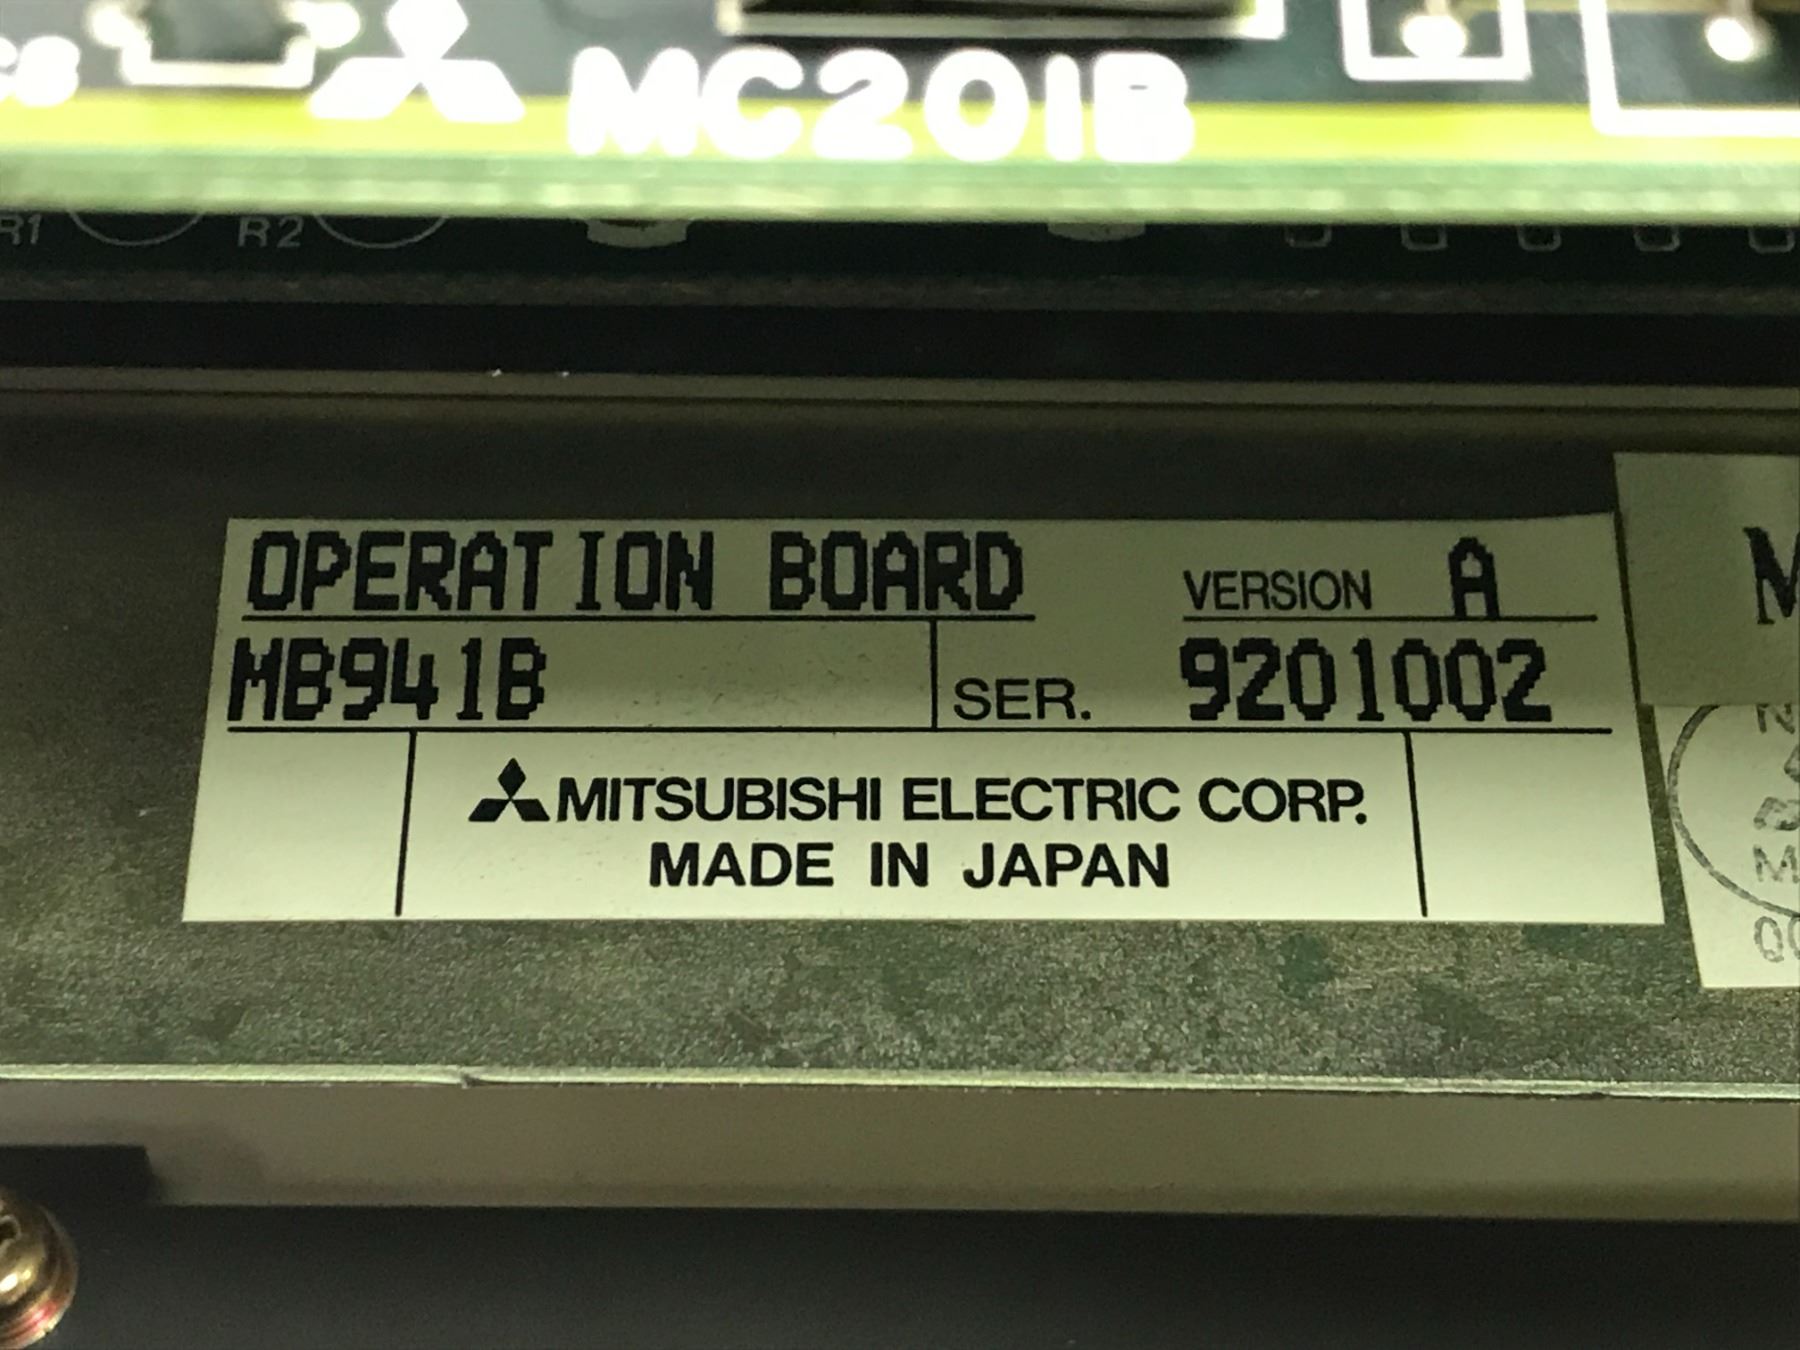 MC201B
R1 R2
OPERATION BOARD VERSION A
MB941B SER. 9201002
MITSUBISHI ELECTRIC CORP.
MADE IN JAPAN